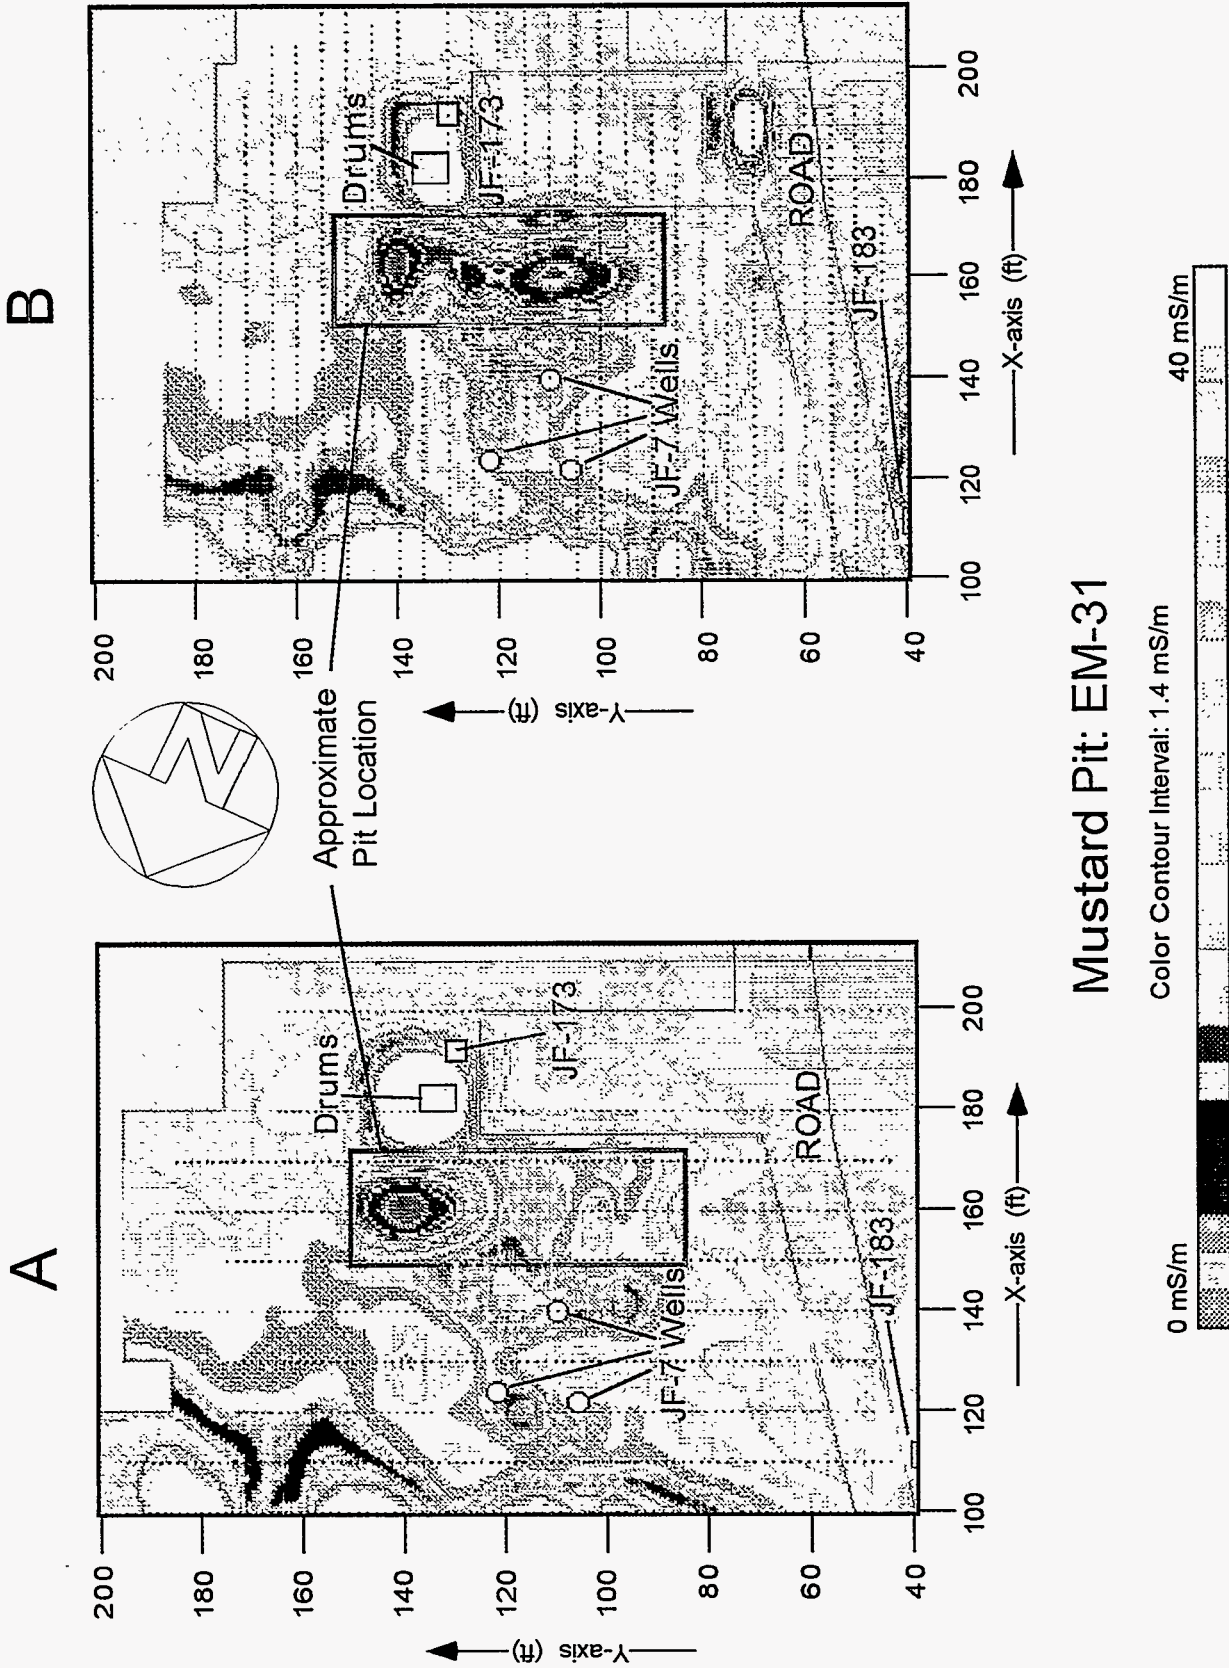 A
B
200
180
160
140
120
100
80
60
40
Y-axis (ft)
100
120
140
160
180
200
X-axis (ft)
Drums
JF-173
Wells
JF-7
ROAD
JF-183
Approximate
Pit Location
N
200
180
160
140
120
100
80
60
40
Y-axis (ft)
100
120
140
160
180
200
X-axis (ft)
Drums
JF-173
Wells
JF-7
ROAD
JF-183
Mustard Pit: EM-31
Color Contour Interval: 1.4 mS/m
0 mS/m
40 mS/m